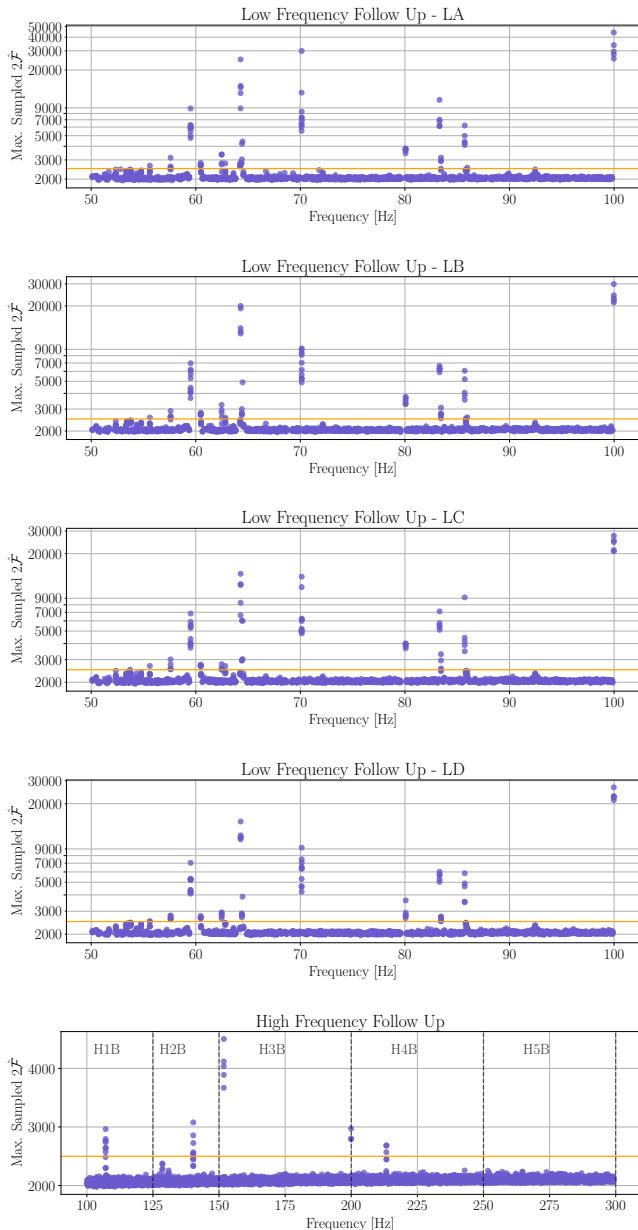 Low Frequency Follow Up - LA
Max. Sampled 2F̂
50000
40000
30000
20000
9000
7000
5000
3000
2000
50 60 70 80 90 100
Frequency [Hz]
Low Frequency Follow Up - LB
Max. Sampled 2F̂
30000
20000
9000
7000
5000
3000
2000
50 60 70 80 90 100
Frequency [Hz]
Low Frequency Follow Up - LC
Max. Sampled 2F̂
30000
20000
9000
7000
5000
3000
2000
50 60 70 80 90 100
Frequency [Hz]
Low Frequency Follow Up - LD
Max. Sampled 2F̂
30000
20000
9000
7000
5000
3000
2000
50 60 70 80 90 100
Frequency [Hz]
High Frequency Follow Up
H1B H2B H3B H4B H5B
Max. Sampled 2F̂
4000
3000
2000
100 125 150 175 200 225 250 275 300
Frequency [Hz]